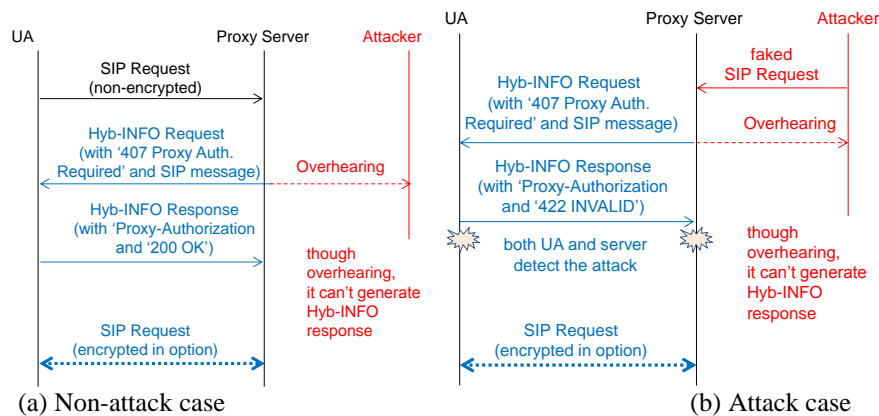 UA
Proxy Server
Attacker
SIP Request
(non-encrypted)
Hyb-INFO Request
(with ‘407 Proxy Auth.
Required’ and SIP message)
Overhearing
Hyb-INFO Response
(with ‘Proxy-Authorization
and ‘200 OK’)
though
overhearing,
it can’t generate
Hyb-INFO
response
SIP Request
(encrypted in option)
(a) Non-attack case
UA
Proxy Server
Attacker
faked
SIP Request
Hyb-INFO Request
(with ‘407 Proxy Auth.
Required’ and SIP message)
Overhearing
Hyb-INFO Response
(with ‘Proxy-Authorization
and ‘422 INVALID’)
both UA and server
detect the attack
though
overhearing,
it can’t generate
Hyb-INFO
response
SIP Request
(encrypted in option)
(b) Attack case